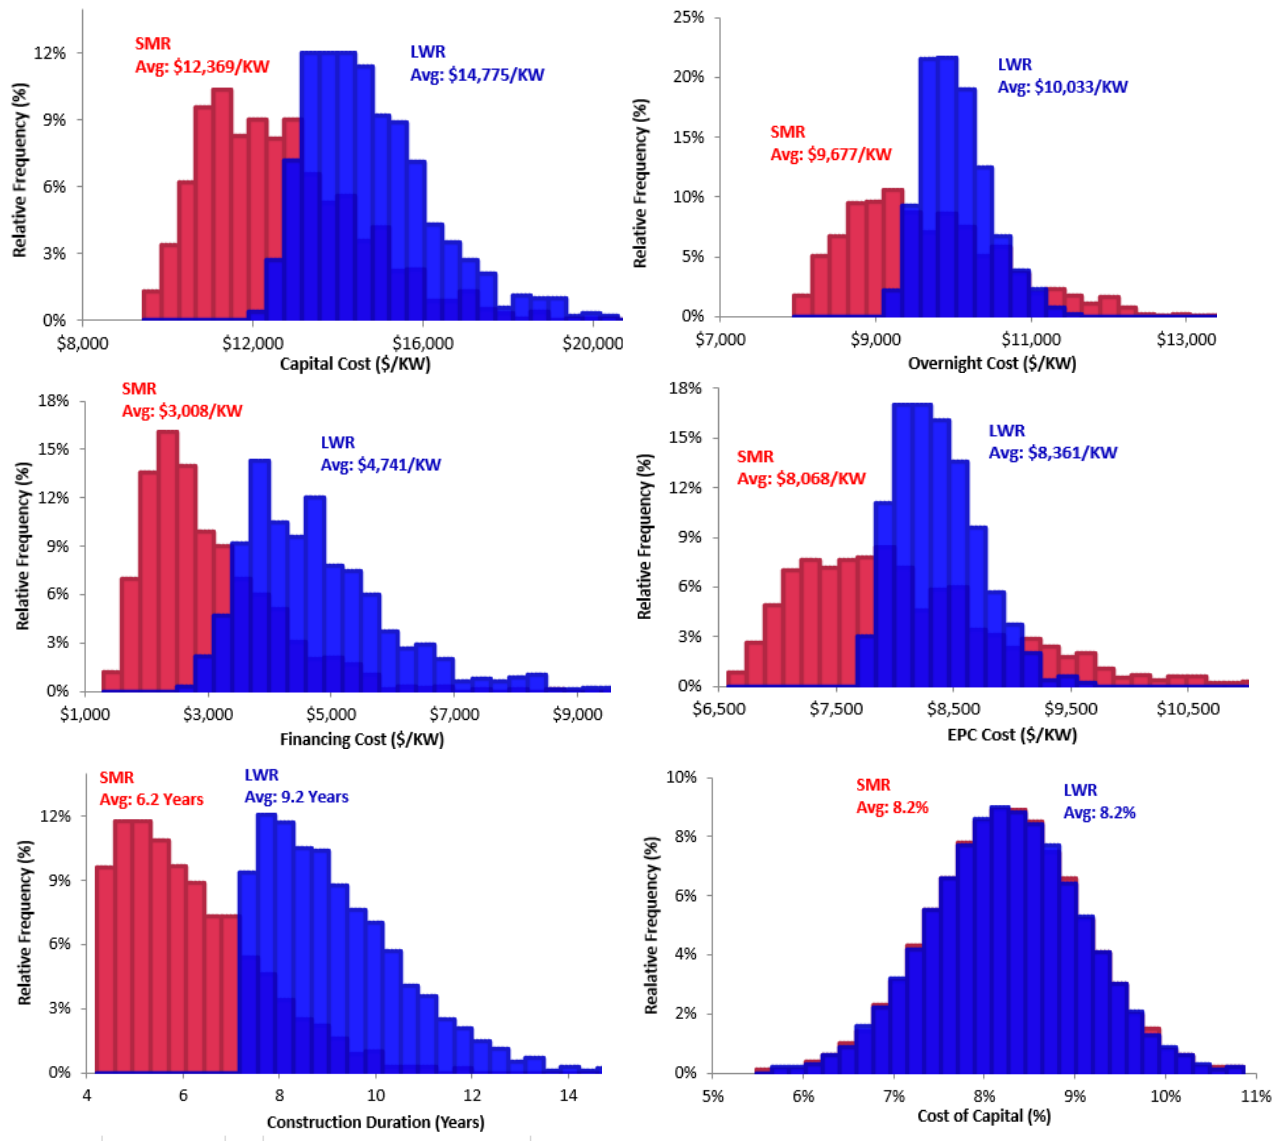 SMR
Avg: $12,369/KW
LWR
Avg: $14,775/KW
Relative Frequency (%)
12%
9%
6%
3%
0%
$8,000
$12,000
$16,000
$20,000
Capital Cost ($/KW)
25%
20%
15%
10%
5%
0%
Relative Frequency (%)
SMR
Avg: $9,677/KW
LWR
Avg: $10,033/KW
$7,000
$9,000
$11,000
$13,000
Overnight Cost ($/KW)
SMR
Avg: $3,008/KW
LWR
Avg: $4,741/KW
Relative Frequency (%)
18%
15%
12%
9%
6%
3%
0%
$1,000
$3,000
$5,000
$7,000
$9,000
Financing Cost ($/KW)
18%
15%
12%
9%
6%
3%
0%
Relative Frequency (%)
SMR
Avg: $8,068/KW
LWR
Avg: $8,361/KW
$6,500
$7,500
$8,500
$9,500
$10,500
EPC Cost ($/KW)
SMR
Avg: 6.2 Years
LWR
Avg: 9.2 Years
Relative Frequency (%)
12%
9%
6%
3%
0%
4
6
8
10
12
14
Construction Duration (Years)
10%
8%
6%
4%
2%
0%
Realative Frequency (%)
SMR
Avg: 8.2%
LWR
Avg: 8.2%
5%
6%
7%
8%
9%
10%
11%
Cost of Capital (%)